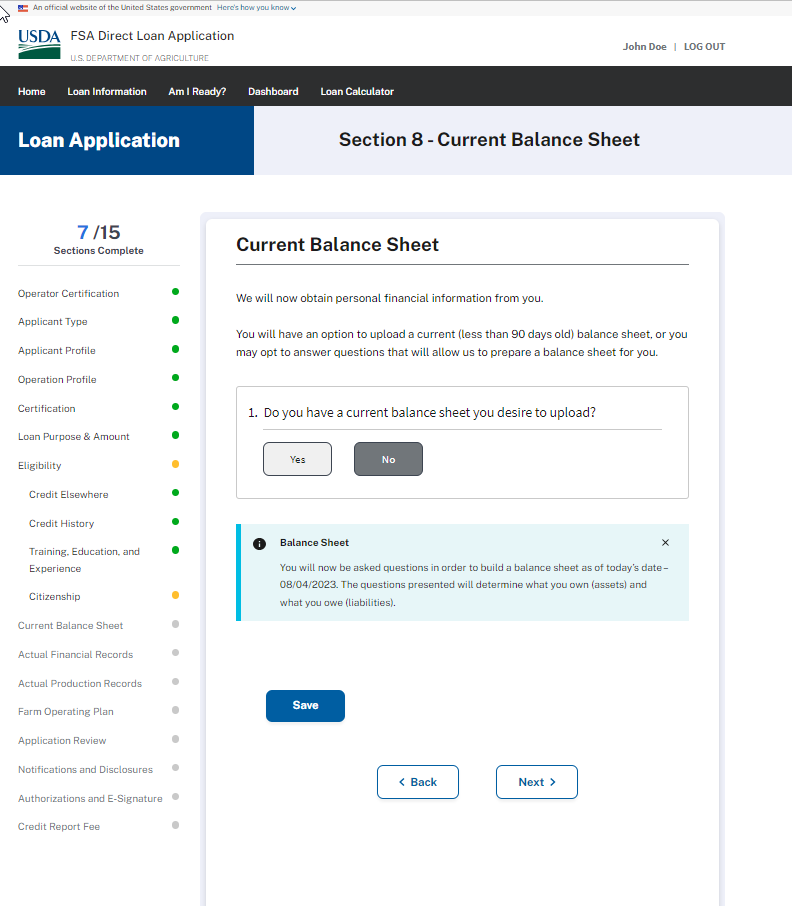 An official website of the United States government Here's how you know
USDA
FSA Direct Loan Application
U.S. DEPARTMENT OF AGRICULTURE
John Doe | LOG OUT
Home Loan Information Am I Ready? Dashboard Loan Calculator
Loan Application
Section 8 - Current Balance Sheet
7 /15
Sections Complete
Operator Certification
Applicant Type
Applicant Profile
Operation Profile
Certification
Loan Purpose & Amount
Eligibility
Credit Elsewhere
Credit History
Training, Education, and
Experience
Citizenship
Current Balance Sheet
Actual Financial Records
Actual Production Records
Farm Operating Plan
Application Review
Notifications and Disclosures
Authorizations and E-Signature
Credit Report Fee
Current Balance Sheet
We will now obtain personal financial information from you.
You will have an option to upload a current (less than 90 days old) balance sheet, or you
may opt to answer questions that will allow us to prepare a balance sheet for you.
1. Do you have a current balance sheet you desire to upload?
Yes No
Balance Sheet
You will now be asked questions in order to build a balance sheet as of today's date –
08/04/2023. The questions presented will determine what you own (assets) and
what you owe (liabilities).
Save
Back Next